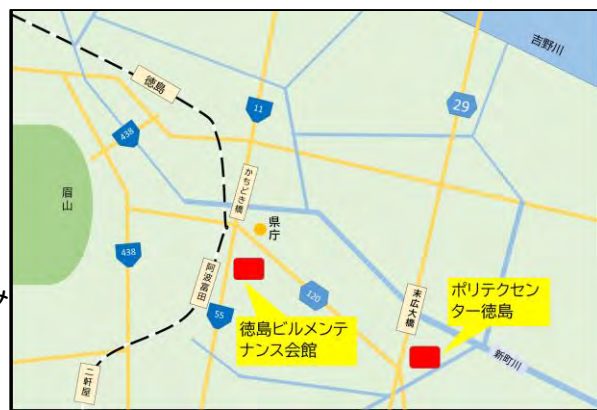 吉野川
徳島
29
11
438
かちどき橋
眉山
県庁
438
阿波富田
120
末広大橋
ポリテクセン
ター徳島
55
徳島ビルメンテ
ナンス会館
新町川
二軒屋